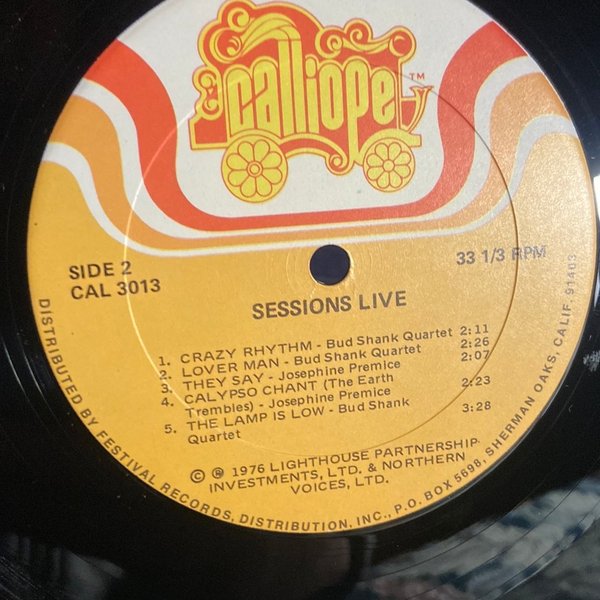 calliope TM
SIDE 2
CAL 3013
33 1/3 RPM
SESSIONS LIVE
1. CRAZY RHYTHM - Bud Shank Quartet 2:11
2. LOVER MAN - Bud Shank Quartet 2:26
3. THEY SAY - Josephine Premice 2:07
4. CALYPSO CHANT (The Earth
Trembles) - Josephine Premice 2:23
5. THE LAMP IS LOW - Bud Shank
Quartet 3:28
© ℗ 1976 LIGHTHOUSE PARTNERSHIP
INVESTMENTS, LTD. & NORTHERN
VOICES, LTD.
DISTRIBUTED BY FESTIVAL RECORDS, DISTRIBUTION, INC., P.O. BOX 5698, SHERMAN OAKS, CALIF. 91403